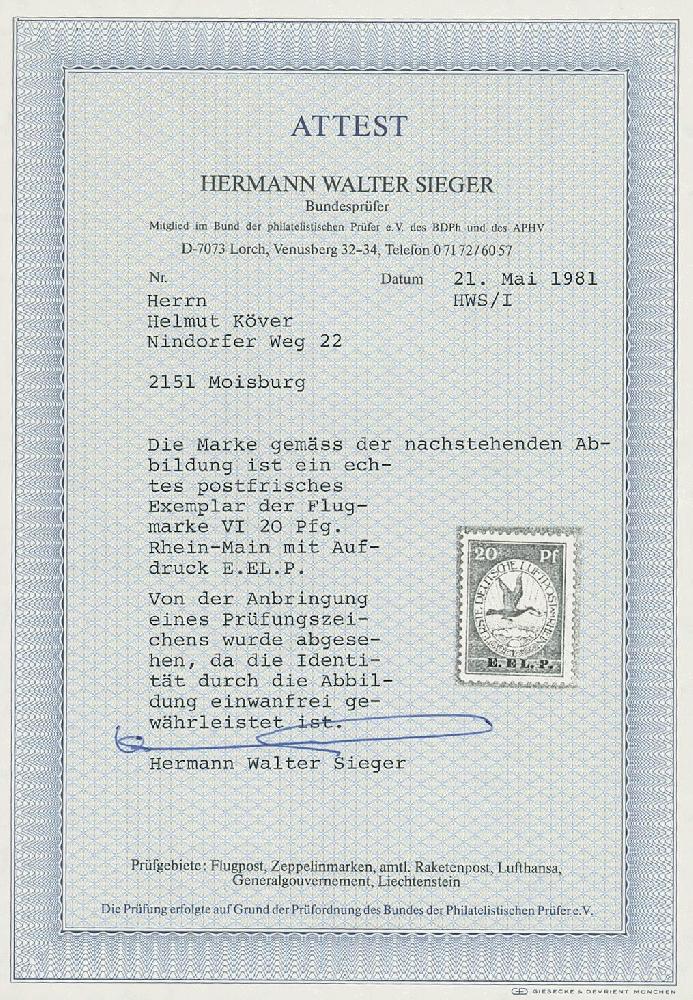 ATTEST
HERMANN WALTER SIEGER
Bundesprüfer
Mitglied im Bund der philatelistischen Prüfer e.V. des BDPh und des APHV
D-7073 Lorch, Venusberg 32-34, Telefon 07172/6057
Nr. Datum 21. Mai 1981
Herrn HWS/I
Helmut Köver
Nindorfer Weg 22
2151 Moisburg
Die Marke gemäss der nachstehenden Ab-
bildung ist ein ech-
tes postfrisches
Exemplar der Flug-
marke VI 20 Pfg.
Rhein-Main mit Auf-
druck E.EL.P.
Von der Anbringung
eines Prüfungszei-
chens wurde abgese-
hen, da die Identi-
tät durch die Abbil-
dung einwanfrei ge-
währleistet ist.
Hermann Walter Sieger
20 Pf
ERSTE DEUTSCHE LUFTPOST
E. EL. P.
Prüfgebiete: Flugpost, Zeppelinmarken, amtl. Raketenpost, Lufthansa,
Generalgouvernement, Liechtenstein
Die Prüfung erfolgte auf Grund der Prüfordnung des Bundes der Philatelistischen Prüfer e.V.
GIESECKE & DEVRIENT MÜNCHEN